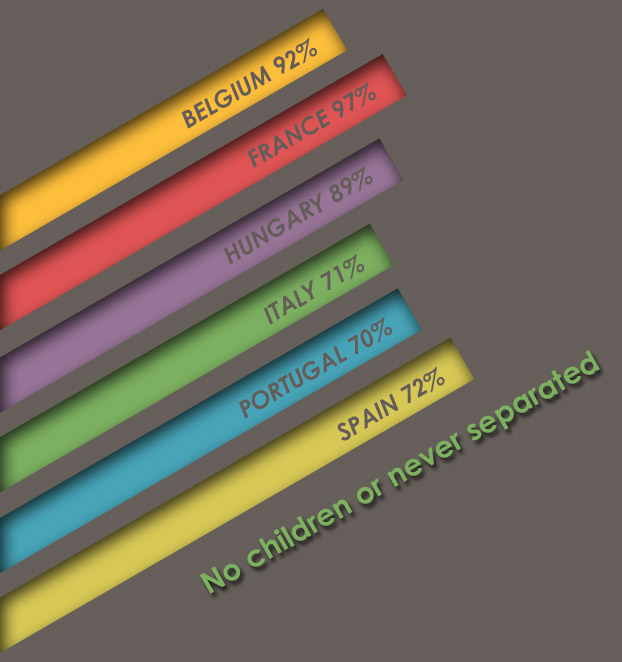 BELGIUM 92%
FRANCE 97%
HUNGARY 89%
ITALY 71%
PORTUGAL 70%
SPAIN 72%
No children or never separated